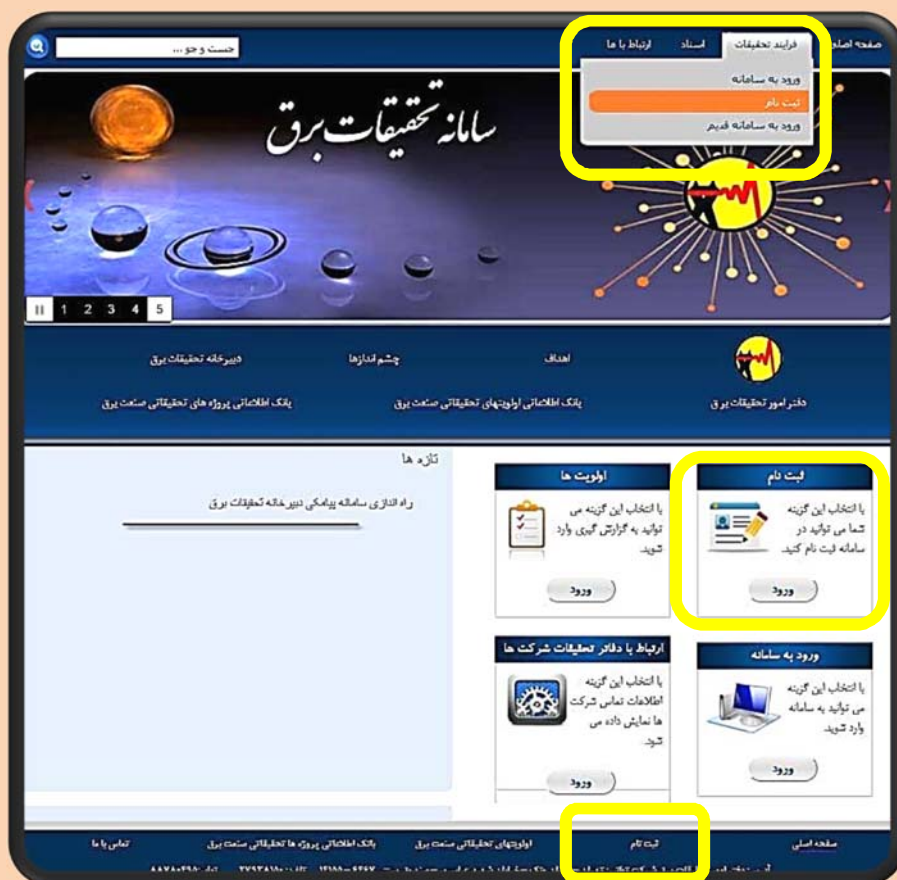 صفحه اصلی فرایند تحقیقات اسناد ارتباط با ما جست و جو ...
ورود به سامانه
ثبت نام
ورود به سامانه قدیم
سامانه تحقیقات برق
II 1 2 3 4 5
اهداف چشم اندازها دبیرخانه تحقیقات برق
دفتر امور تحقیقات برق بانک اطلاعاتی اولویتهای تحقیقاتی صنعت برق بانک اطلاعاتی پروژه های تحقیقاتی صنعت برق
ثبت نام
با انتخاب این گزینه
شما می توانید در
سامانه ثبت نام کنید.
ورود
اولویت ها
با انتخاب این گزینه می
توانید به گزارش گیری وارد
شوید.
ورود
تازه ها
راه اندازی سامانه پیامکی دبیرخانه تحقیقات برق
ورود به سامانه
با انتخاب این گزینه
می توانید به سامانه
وارد شوید.
ورود
ارتباط با دفاتر تحقیقات شرکت ها
با انتخاب این گزینه
اطلاعات تماس شرکت
ها نمایش داده می
شود.
ورود
صفحه اصلی ثبت نام اولویتهای تحقیقاتی صنعت برق بانک اطلاعاتی پروژه ها تحقیقاتی صنعت برق تماس با ما